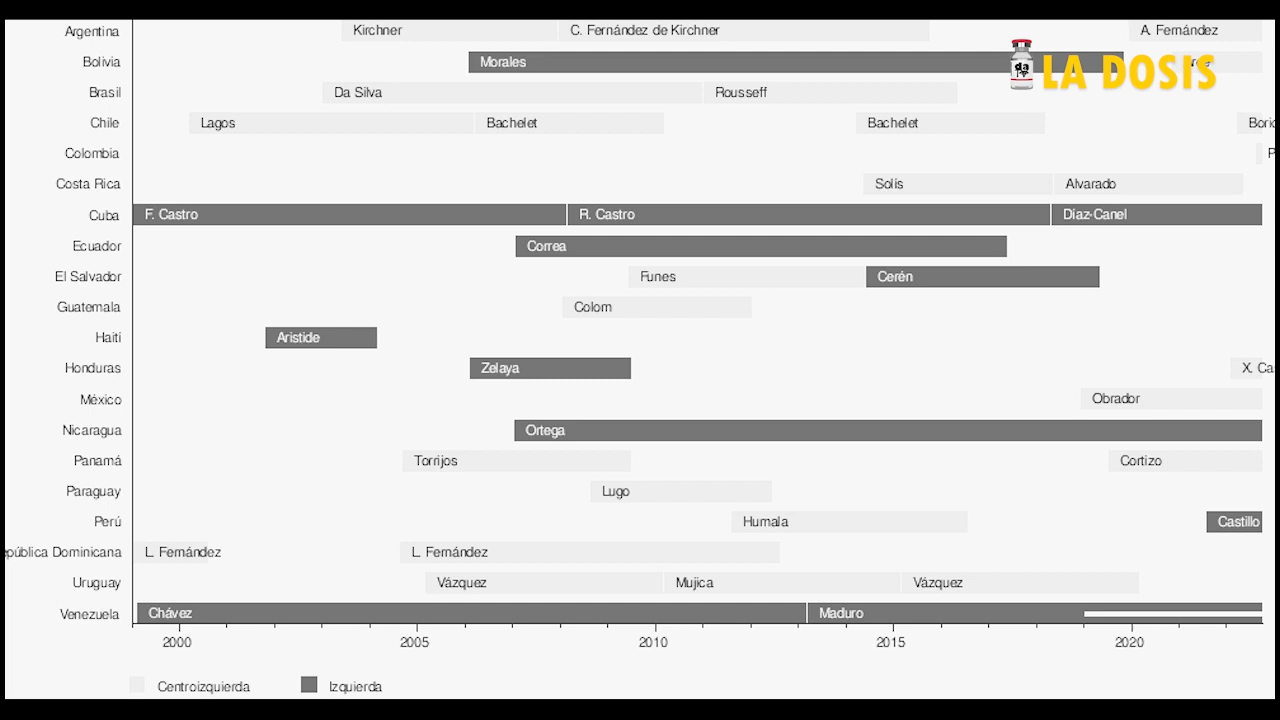 Argentina Kirchner C. Fernández de Kirchner A. Fernández
Bolivia Morales
LA DOSIS
Brasil Da Silva Rousseff
Chile Lagos Bachelet Bachelet
Colombia
Costa Rica Solís Alvarado
Cuba F. Castro R. Castro Díaz-Canel
Ecuador Correa
El Salvador Funes Cerén
Guatemala Colom
Haití Aristide
Honduras Zelaya X.
México Obrador
Nicaragua Ortega
Panamá Torrijos Cortizo
Paraguay Lugo
Perú Humala Castillo
epública Dominicana L. Fernández L. Fernández
Uruguay Vázquez Mujica Vázquez
Venezuela Chávez Maduro
2000 2005 2010 2015 2020
Centroizquierda Izquierda